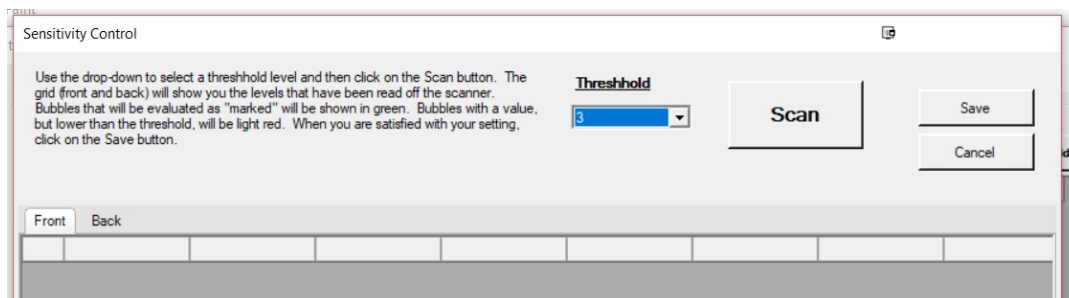 Sensitivity Control
Use the drop-down to select a threshhold level and then click on the Scan button. The
grid (front and back) will show you the levels that have been read off the scanner.
Bubbles that will be evaluated as "marked" will be shown in green. Bubbles with a value,
but lower than the threshold, will be light red. When you are satisfied with your setting,
click on the Save button.
Threshhold
3
Scan
Save
Cancel
Front Back